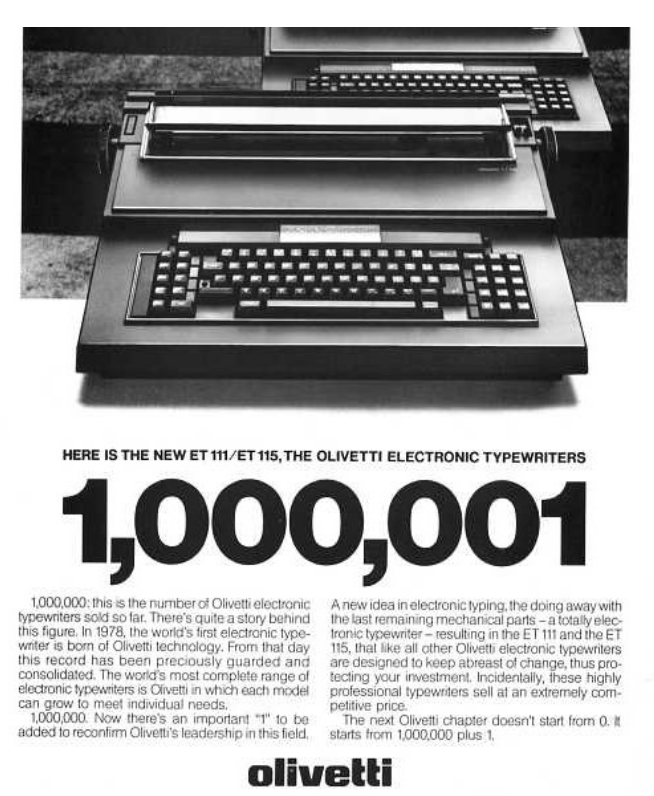 HERE IS THE NEW ET 111/ET 115, THE OLIVETTI ELECTRONIC TYPEWRITERS
1,000,001
1,000,000: this is the number of Olivetti electronic
typewriters sold so far. There's quite a story behind
this figure. In 1978, the world's first electronic type-
writer is born of Olivetti technology. From that day
this record has been preciously guarded and
consolidated. The world's most complete range of
electronic typewriters is Olivetti in which each model
can grow to meet individual needs.
1,000,000. Now there's an important "1" to be
added to reconfirm Olivetti's leadership in this field.
A new idea in electronic typing, the doing away with
the last remaining mechanical parts – a totally elec-
tronic typewriter – resulting in the ET 111 and the ET
115, that like all other Olivetti electronic typewriters
are designed to keep abreast of change, thus pro-
tecting your investment. Incidentally, these highly
professional typewriters sell at an extremely com-
petitive price.
The next Olivetti chapter doesn't start from 0. It
starts from 1,000,000 plus 1.
olivetti